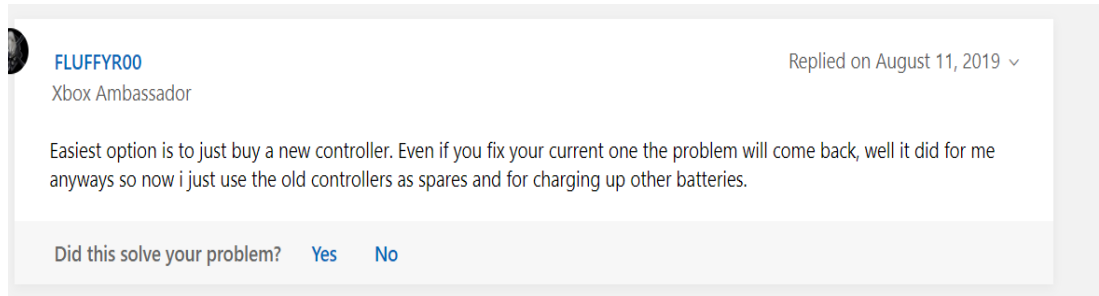 FLUFFYR00
Replied on August 11, 2019
Xbox Ambassador
Easiest option is to just buy a new controller. Even if you fix your current one the problem will come back, well it did for me
anyways so now i just use the old controllers as spares and for charging up other batteries.
Did this solve your problem? Yes No